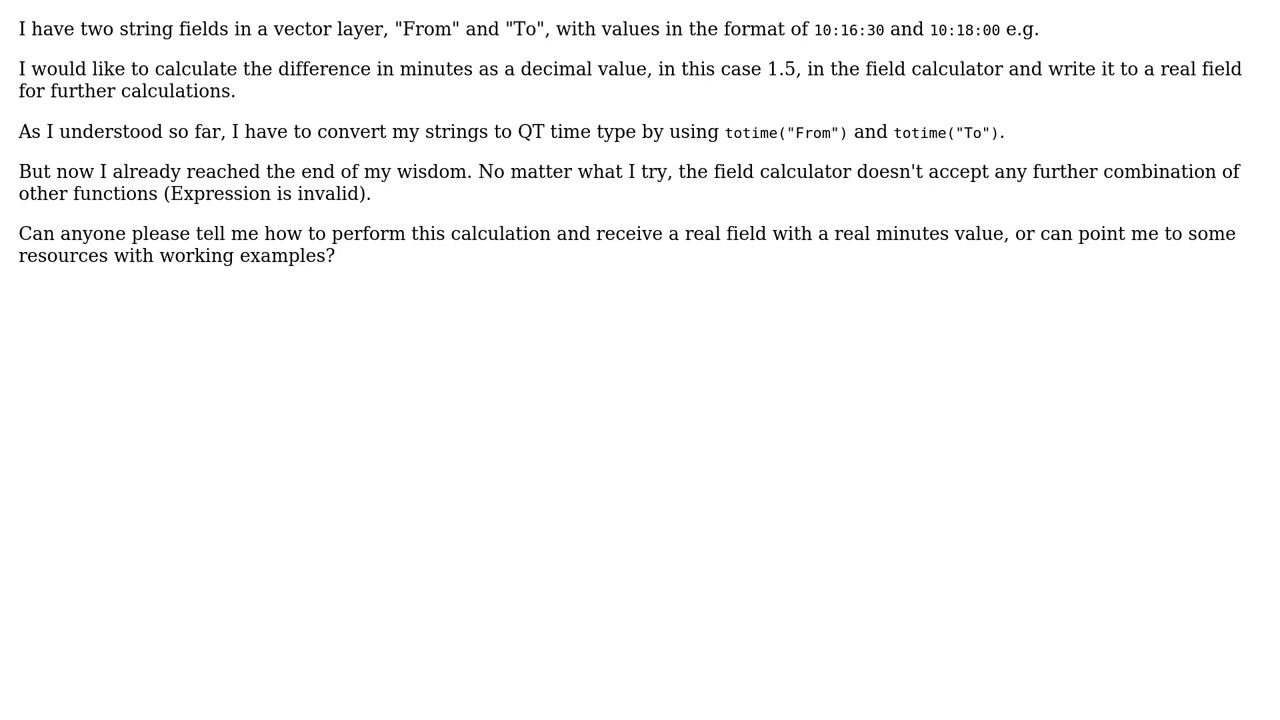 I have two string fields in a vector layer, "From" and "To", with values in the format of 10:16:30 and 10:18:00 e.g.
I would like to calculate the difference in minutes as a decimal value, in this case 1.5, in the field calculator and write it to a real field
for further calculations.
As I understood so far, I have to convert my strings to QT time type by using totime("From") and totime("To").
But now I already reached the end of my wisdom. No matter what I try, the field calculator doesn't accept any further combination of
other functions (Expression is invalid).
Can anyone please tell me how to perform this calculation and receive a real field with a real minutes value, or can point me to some
resources with working examples?